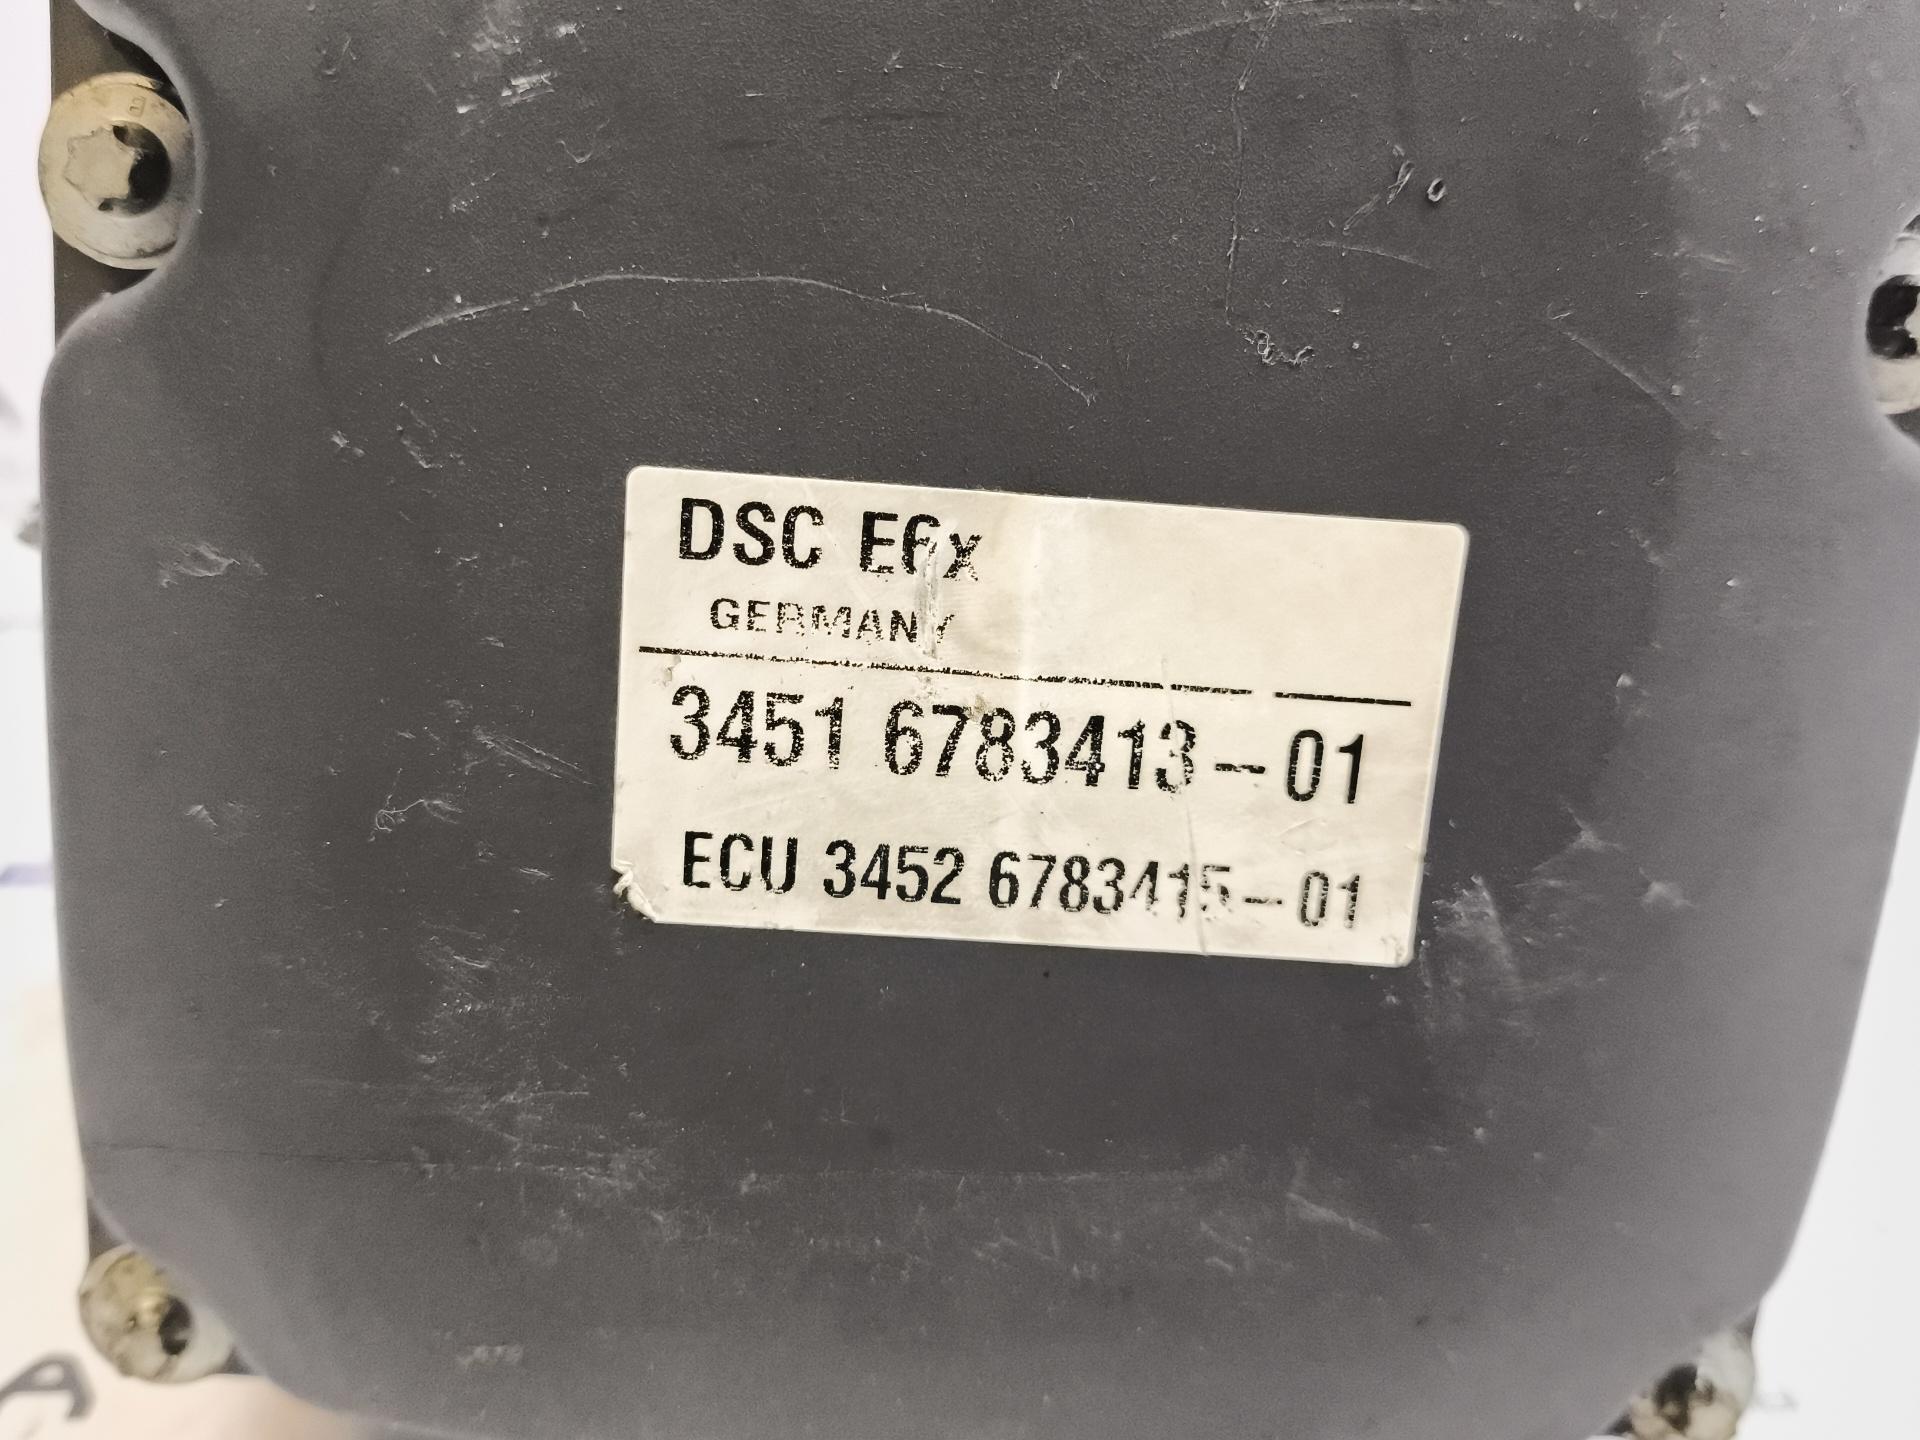 DSC E6x
GERMANY
3451 6783413-01
ECU 3452 6783415-01
A